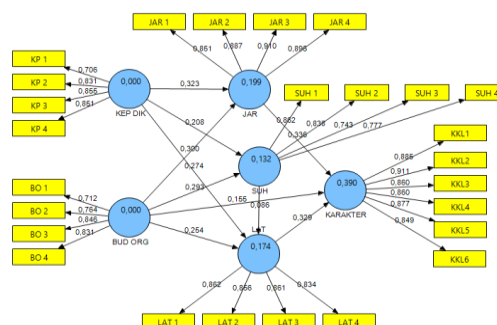 JAR 1
JAR 2
JAR 3
JAR 4
0,861
0,887
0,910
0,896
KP 1
KP 2
KP 3
KP 4
0,706
0,831
0,855
0,851
0,000
KEP DIK
0,323
0,199
JAR
SUH 1
SUH 2
SUH 3
SUH 4
0,862
0,838
0,743
0,777
0,208
0,300
0,274
0,336
0,132
SUH
0,293
BO 1
BO 2
BO 3
BO 4
0,712
0,764
0,846
0,831
0,000
BUD ORG
0,155
0,086
0,264
0,329
0,390
KARAKTER
KKL1
KKL2
KKL3
KKL4
KKL5
KKL6
0,885
0,911
0,860
0,860
0,877
0,849
LAT
0,174
0,862
0,856
0,861
0,834
LAT 1
LAT 2
LAT 3
LAT 4